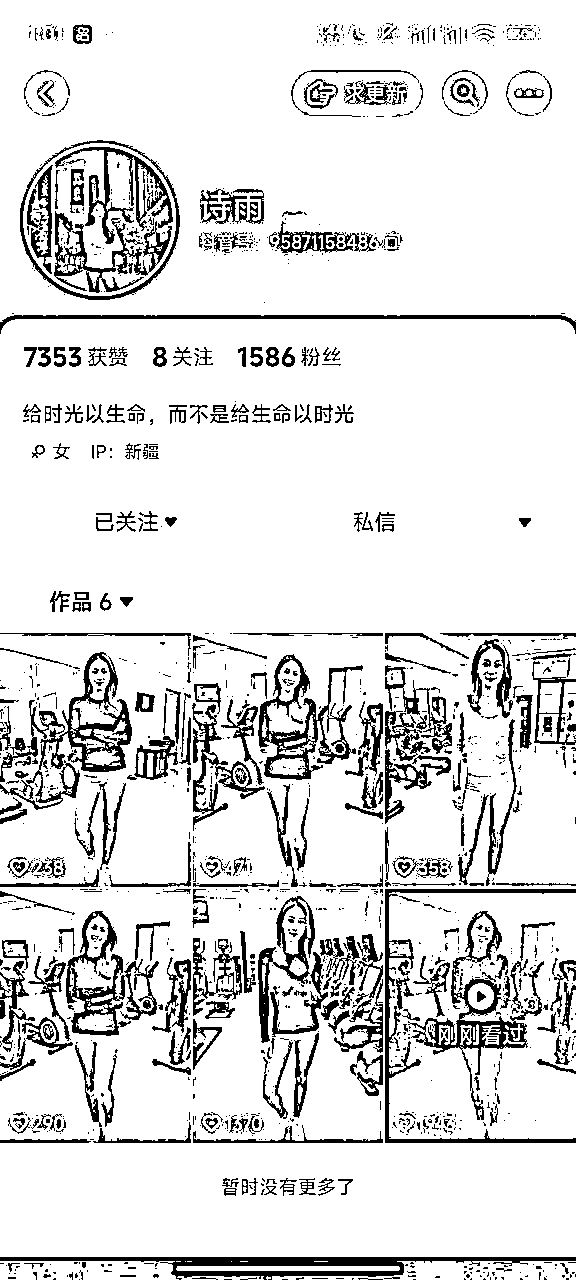 求更新
诗雨
抖音号: 95871158486
7353 获赞 8 关注 1586 粉丝
给时光以生命，而不是给生命以时光
女 IP：新疆
已关注 私信
作品 6
238 471 358
刚刚看过
290 1370
暂时没有更多了